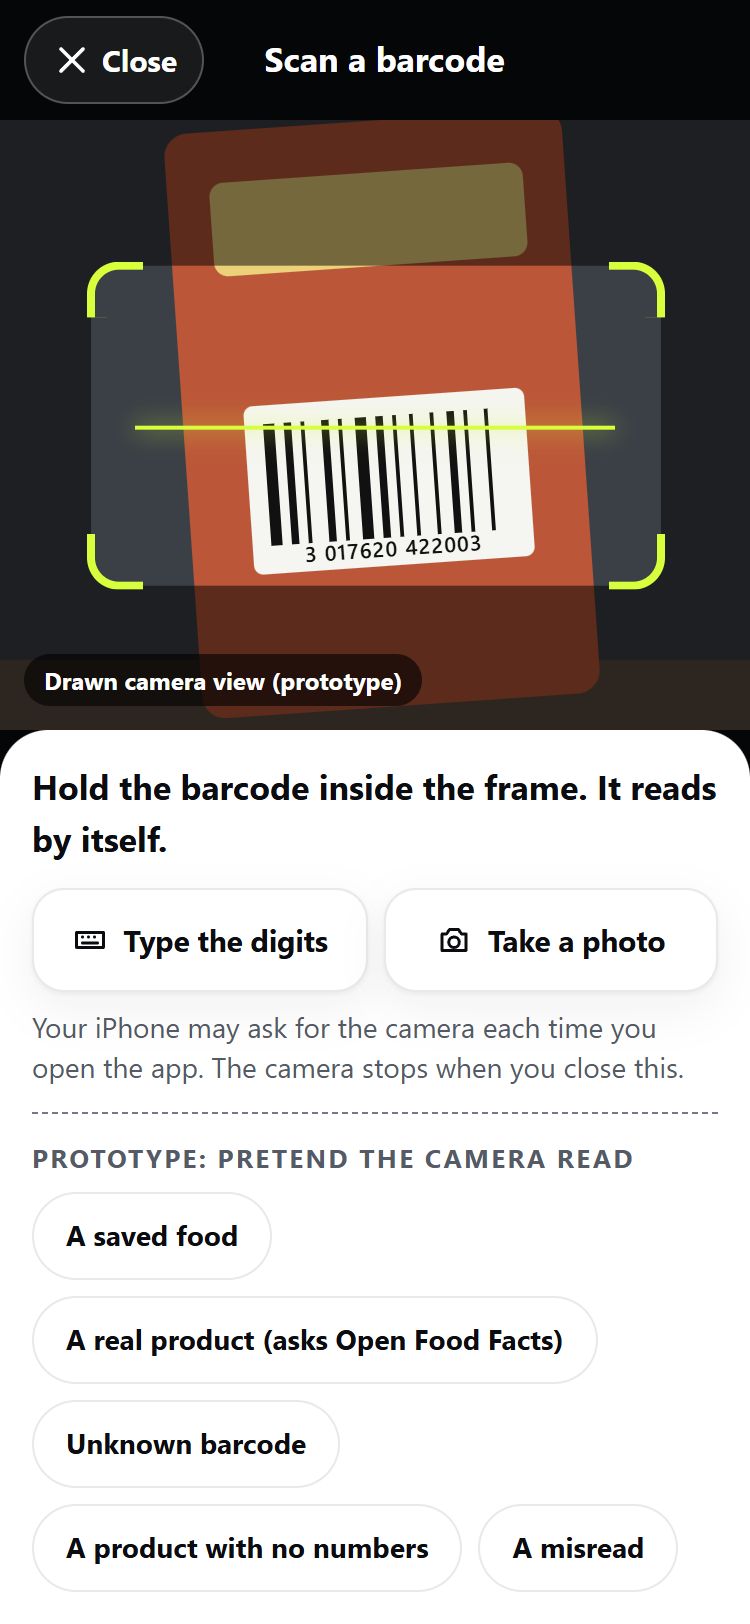 Close
Scan a barcode
3 017620 422003
Drawn camera view (prototype)
Hold the barcode inside the frame. It reads
by itself.
Type the digits
Take a photo
Your iPhone may ask for the camera each time you
open the app. The camera stops when you close this.
PROTOTYPE: PRETEND THE CAMERA READ
A saved food
A real product (asks Open Food Facts)
Unknown barcode
A product with no numbers
A misread